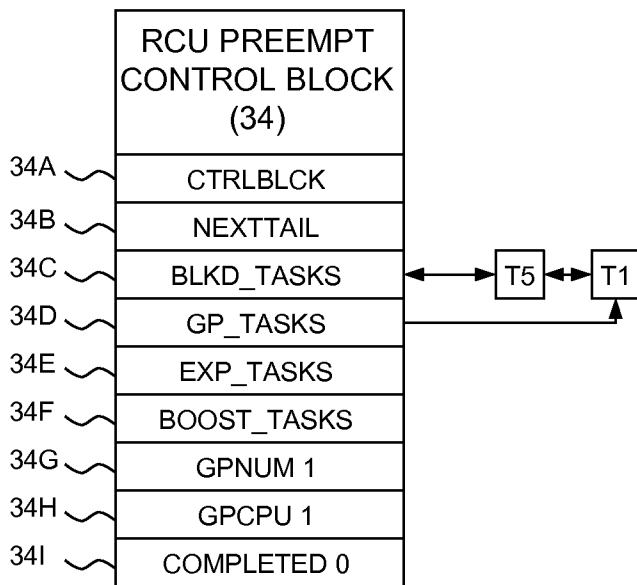 RCU PREEMPT
CONTROL BLOCK
(34)
34A CTRLBLCK
34B NEXTTAIL
34C BLKD_TASKS T5 T1
34D GP_TASKS
34E EXP_TASKS
34F BOOST_TASKS
34G GPNUM 1
34H GPCPU 1
34I COMPLETED 0